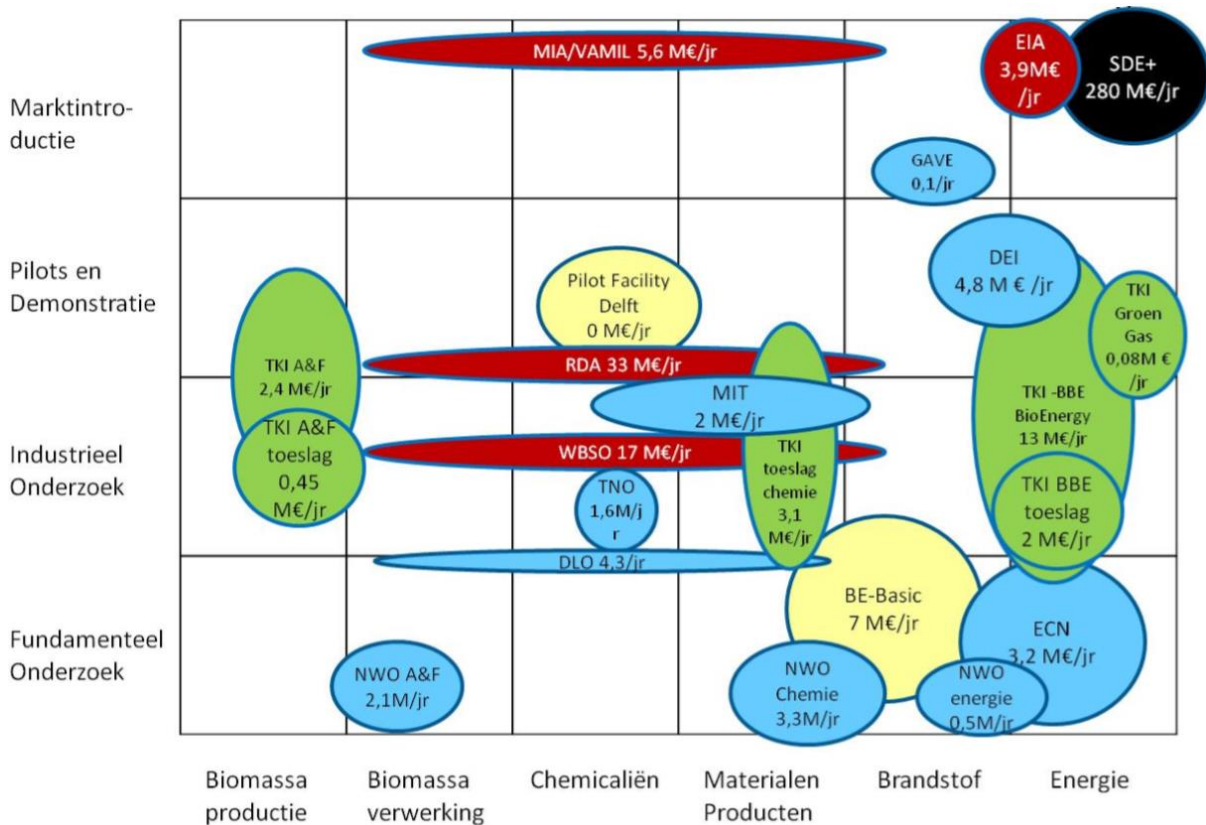 MIA/VAMIL 5,6 M€/jr
EIA
3,9M€
/jr
SDE+
280 M€/jr
Marktintro-
ductie
GAVE
0,1/jr
Pilots en
Demonstratie
Pilot Facility
Delft
0 M€/jr
DEI
4,8 M € /jr
TKI
Groen
Gas
0,08M €
/jr
TKI A&F
2,4 M€/jr
RDA 33 M€/jr
MIT
2 M€/jr
TKI -BBE
BioEnergy
13 M€/jr
Industrieel
Onderzoek
TKI A&F
toeslag
0,45
M€/jr
WBSO 17 M€/jr
TNO
1,6M/j
r
TKI
toeslag
chemie
3,1
M€/jr
TKI BBE
toeslag
2 M€/jr
DLO 4,3/jr
BE-Basic
7 M€/jr
ECN
3,2 M€/jr
Fundamenteel
Onderzoek
NWO A&F
2,1M/jr
NWO
Chemie
3,3M/jr
NWO
energie
0,5M/jr
Biomassa
productie
Biomassa
verwerking
Chemicaliën
Materialen
Producten
Brandstof
Energie